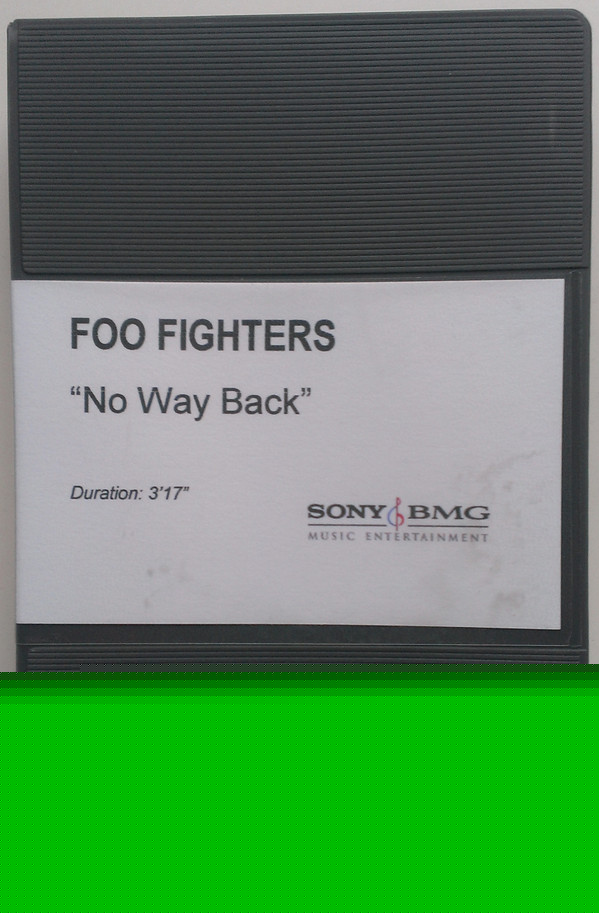 FOO FIGHTERS
“No Way Back”
Duration: 3’17”
SONY BMG
MUSIC ENTERTAINMENT